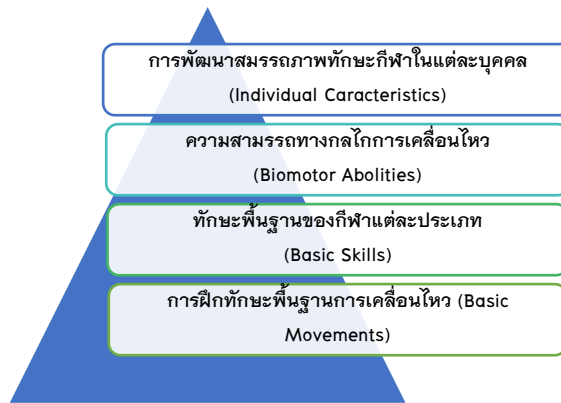 การพัฒนาสมรรถภาพทักษะกีฬาในแต่ละบุคคล
(Individual Caracteristics)
ความสามรรถทางกลไกการเคลื่อนไหว
(Biomotor Abolities)
ทักษะพื้นฐานของกีฬาแต่ละประเภท
(Basic Skills)
การฝึกทักษะพื้นฐานการเคลื่อนไหว (Basic
Movements)